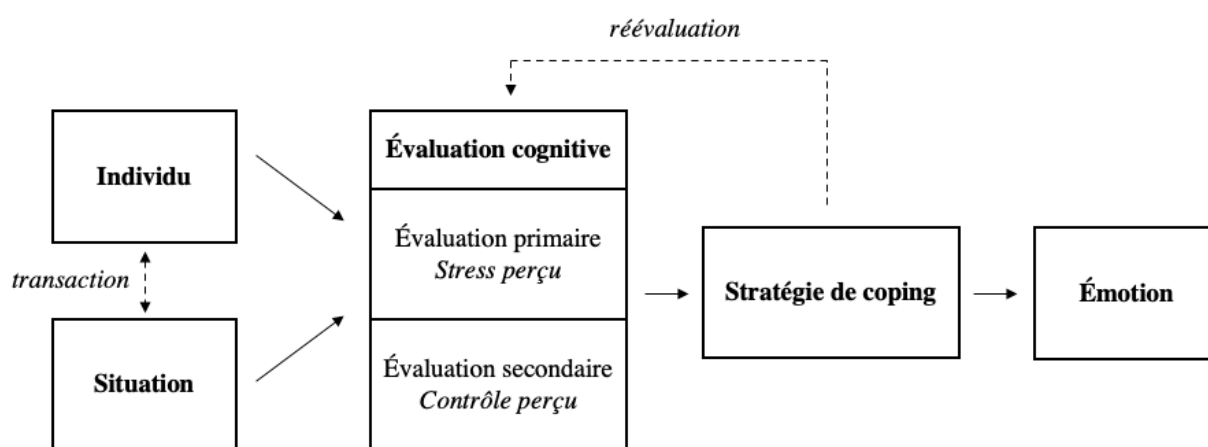 réévaluation
Individu
transaction
Situation
Évaluation cognitive
Évaluation primaire
Stress perçu
Évaluation secondaire
Contrôle perçu
Stratégie de coping
Émotion